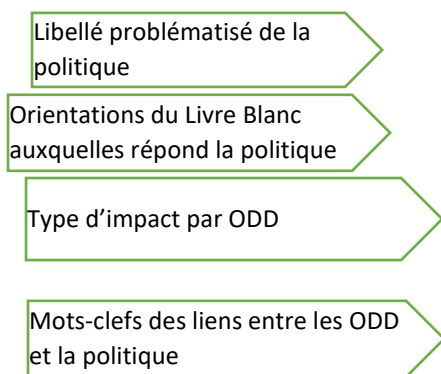 Libellé problématisé de la
politique
Orientations du Livre Blanc
auxquelles répond la politique
Type d’impact par ODD
Mots-clefs des liens entre les ODD
et la politique